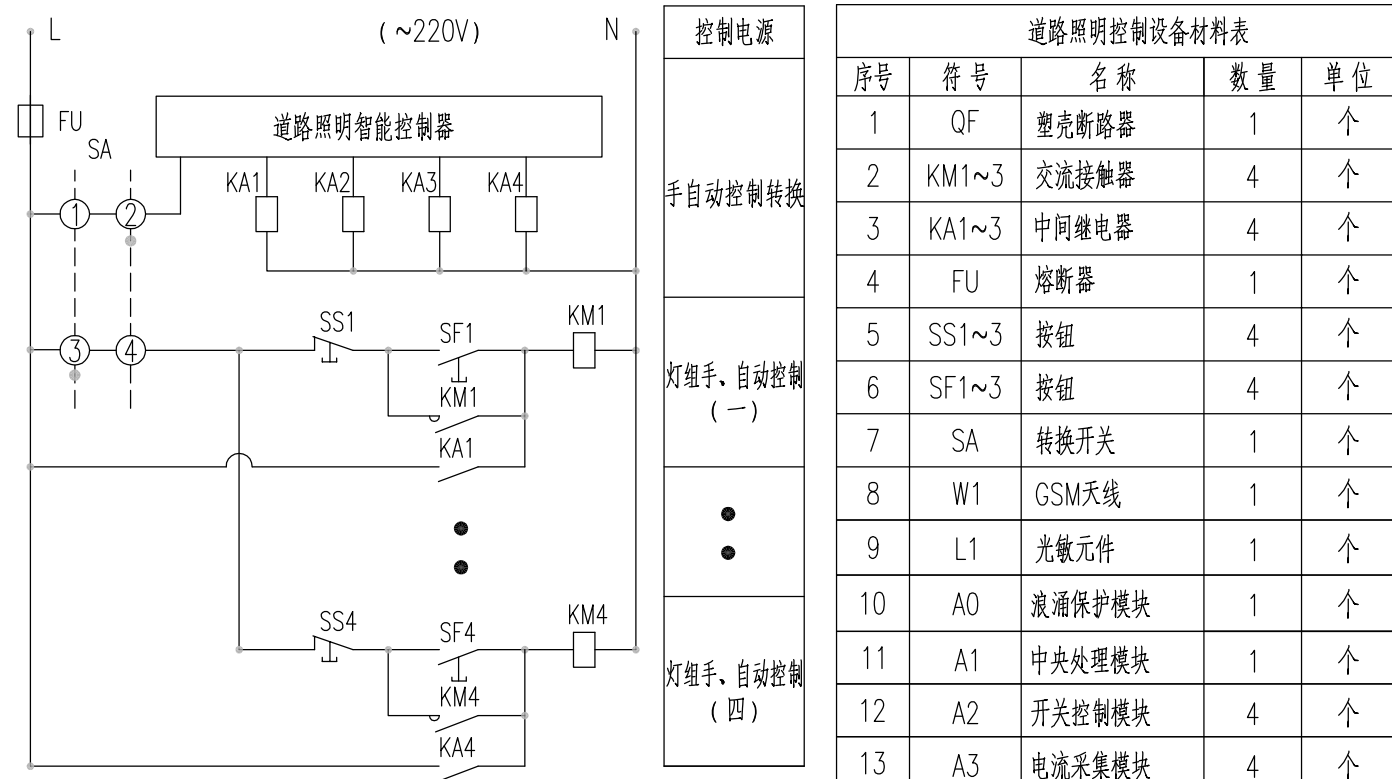 L (~220V) N
FU
SA
道路照明智能控制器
KA1 KA2 KA3 KA4
1 2
SS1 SF1 KM1
3 4
KM1
KA1
SS4 SF4 KM4
KM4
KA4
控制电源
手自动控制转换
灯组手、自动控制
(一)
灯组手、自动控制
(四)
道路照明控制设备材料表
序号 符号 名称 数量 单位
1 QF 塑壳断路器 1 个
2 KM1~3 交流接触器 4 个
3 KA1~3 中间继电器 4 个
4 FU 熔断器 1 个
5 SS1~3 按钮 4 个
6 SF1~3 按钮 4 个
7 SA 转换开关 1 个
8 W1 GSM天线 1 个
9 L1 光敏元件 1 个
10 A0 浪涌保护模块 1 个
11 A1 中央处理模块 1 个
12 A2 开关控制模块 4 个
13 A3 电流采集模块 4 个